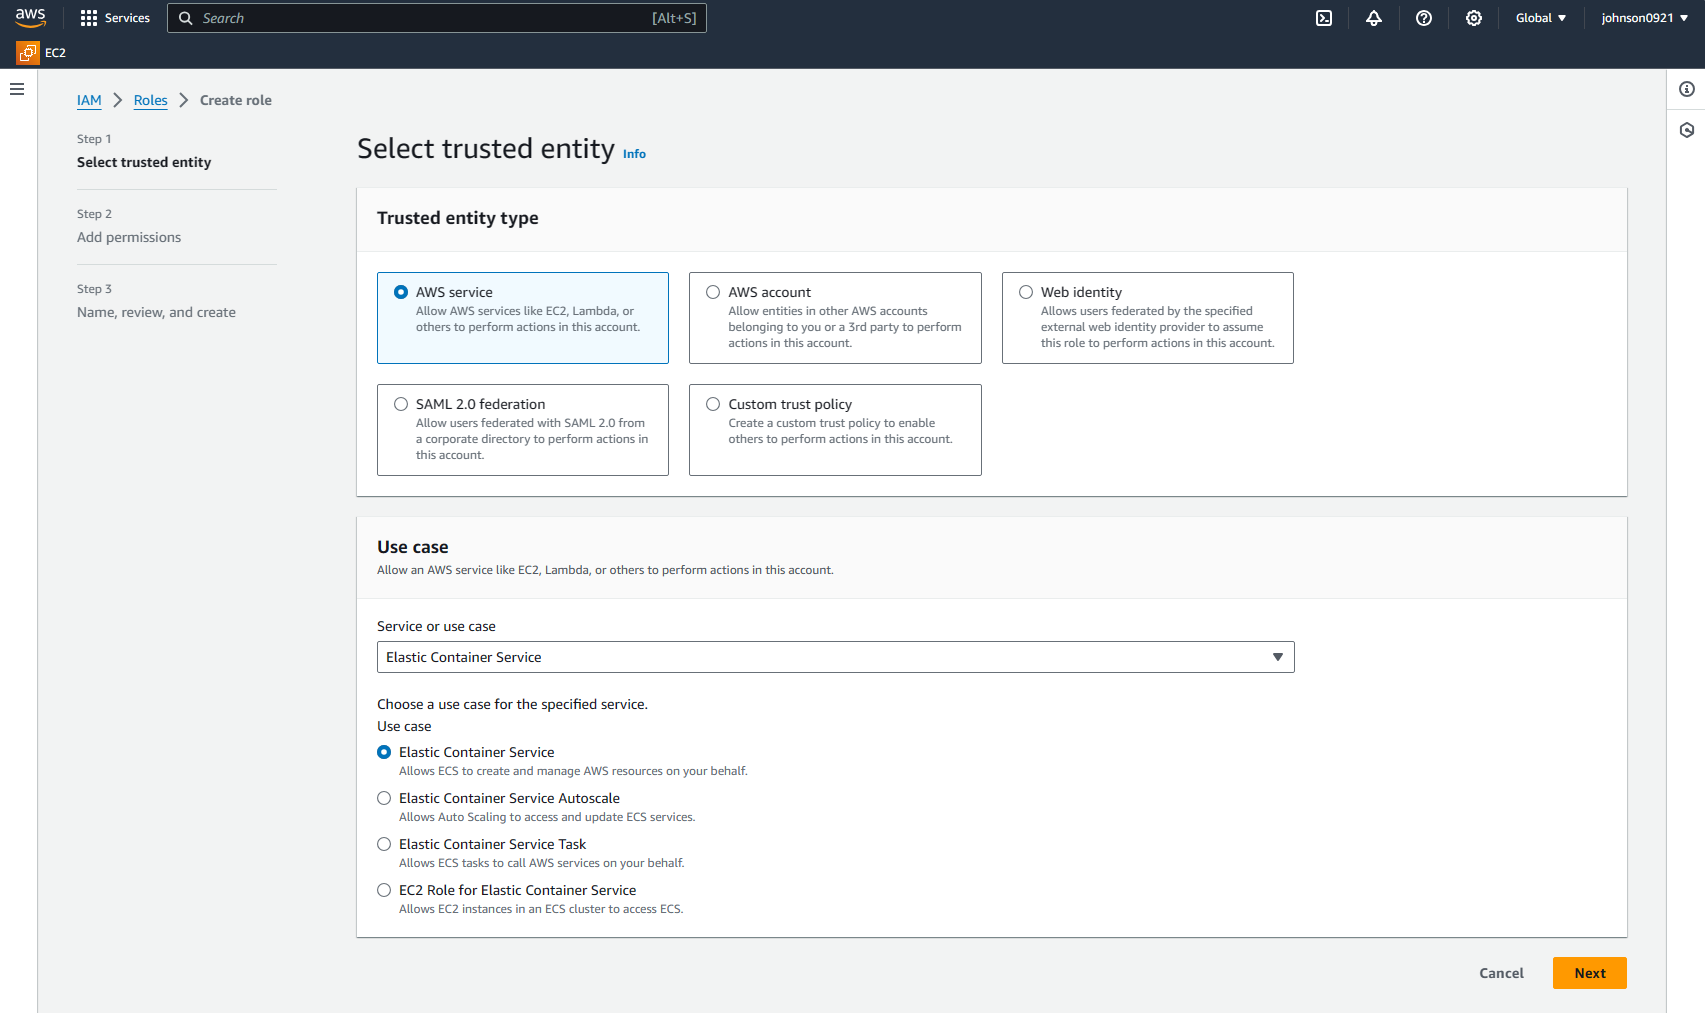 aws
Services
Search
[Alt+S]
Global
johnson0921
EC2
IAM
Roles
Create role
Step 1
Select trusted entity
Step 2
Add permissions
Step 3
Name, review, and create
Select trusted entity Info
Trusted entity type
AWS service
Allow AWS services like EC2, Lambda, or
others to perform actions in this account.
AWS account
Allow entities in other AWS accounts
belonging to you or a 3rd party to perform
actions in this account.
Web identity
Allows users federated by the specified
external web identity provider to assume
this role to perform actions in this account.
SAML 2.0 federation
Allow users federated with SAML 2.0 from
a corporate directory to perform actions in
this account.
Custom trust policy
Create a custom trust policy to enable
others to perform actions in this account.
Use case
Allow an AWS service like EC2, Lambda, or others to perform actions in this account.
Service or use case
Elastic Container Service
Choose a use case for the specified service.
Use case
Elastic Container Service
Allows ECS to create and manage AWS resources on your behalf.
Elastic Container Service Autoscale
Allows Auto Scaling to access and update ECS services.
Elastic Container Service Task
Allows ECS tasks to call AWS services on your behalf.
EC2 Role for Elastic Container Service
Allows EC2 instances in an ECS cluster to access ECS.
Cancel
Next